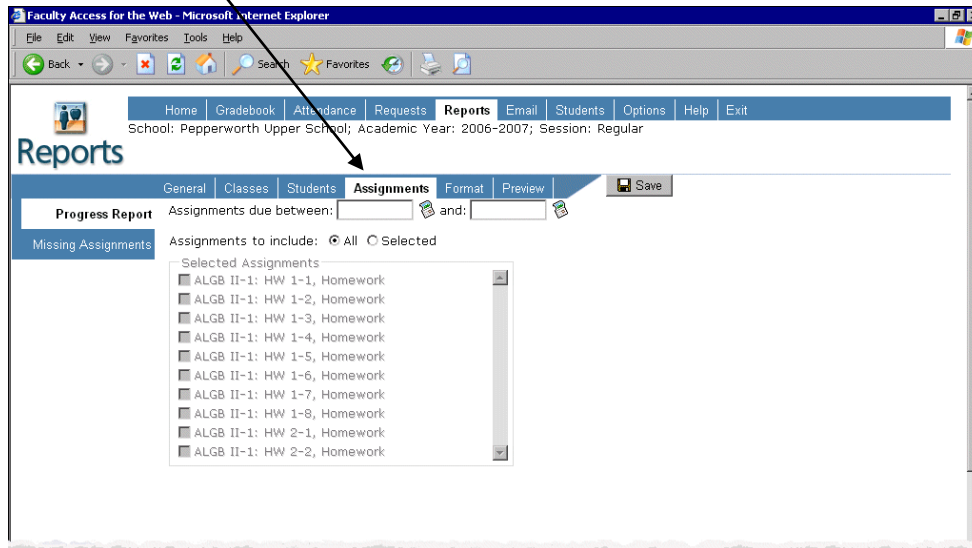 Faculty Access for the Web - Microsoft Internet Explorer
File Edit View Favorites Tools Help
Back Search Favorites
Home Gradebook Attendance Requests Reports Email Students Options Help Exit
School: Pepperworth Upper School; Academic Year: 2006-2007; Session: Regular
Reports
General Classes Students Assignments Format Preview Save
Progress Report Assignments due between: and:
Missing Assignments Assignments to include: All Selected
Selected Assignments
ALGB II-1: HW 1-1, Homework
ALGB II-1: HW 1-2, Homework
ALGB II-1: HW 1-3, Homework
ALGB II-1: HW 1-4, Homework
ALGB II-1: HW 1-5, Homework
ALGB II-1: HW 1-6, Homework
ALGB II-1: HW 1-7, Homework
ALGB II-1: HW 1-8, Homework
ALGB II-1: HW 2-1, Homework
ALGB II-1: HW 2-2, Homework